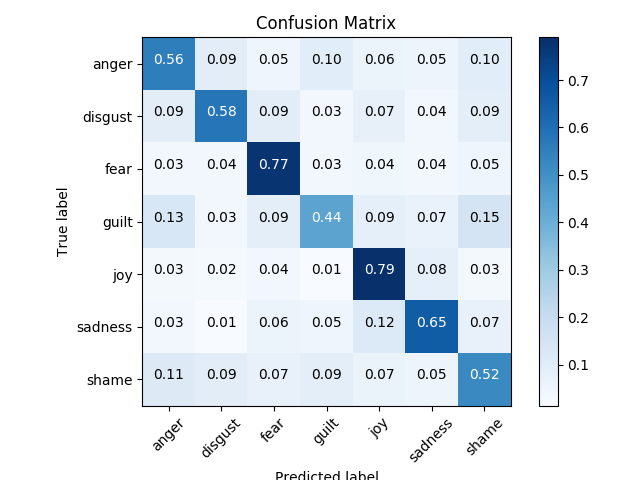 Confusion Matrix
True label
anger 0.56 0.09 0.05 0.10 0.06 0.05 0.10
disgust 0.09 0.58 0.09 0.03 0.07 0.04 0.09
fear 0.03 0.04 0.77 0.03 0.04 0.04 0.05
guilt 0.13 0.03 0.09 0.44 0.09 0.07 0.15
joy 0.03 0.02 0.04 0.01 0.79 0.08 0.03
sadness 0.03 0.01 0.06 0.05 0.12 0.65 0.07
shame 0.11 0.09 0.07 0.09 0.07 0.05 0.52
anger disgust fear guilt joy sadness shame
Predicted label
0.7
0.6
0.5
0.4
0.3
0.2
0.1